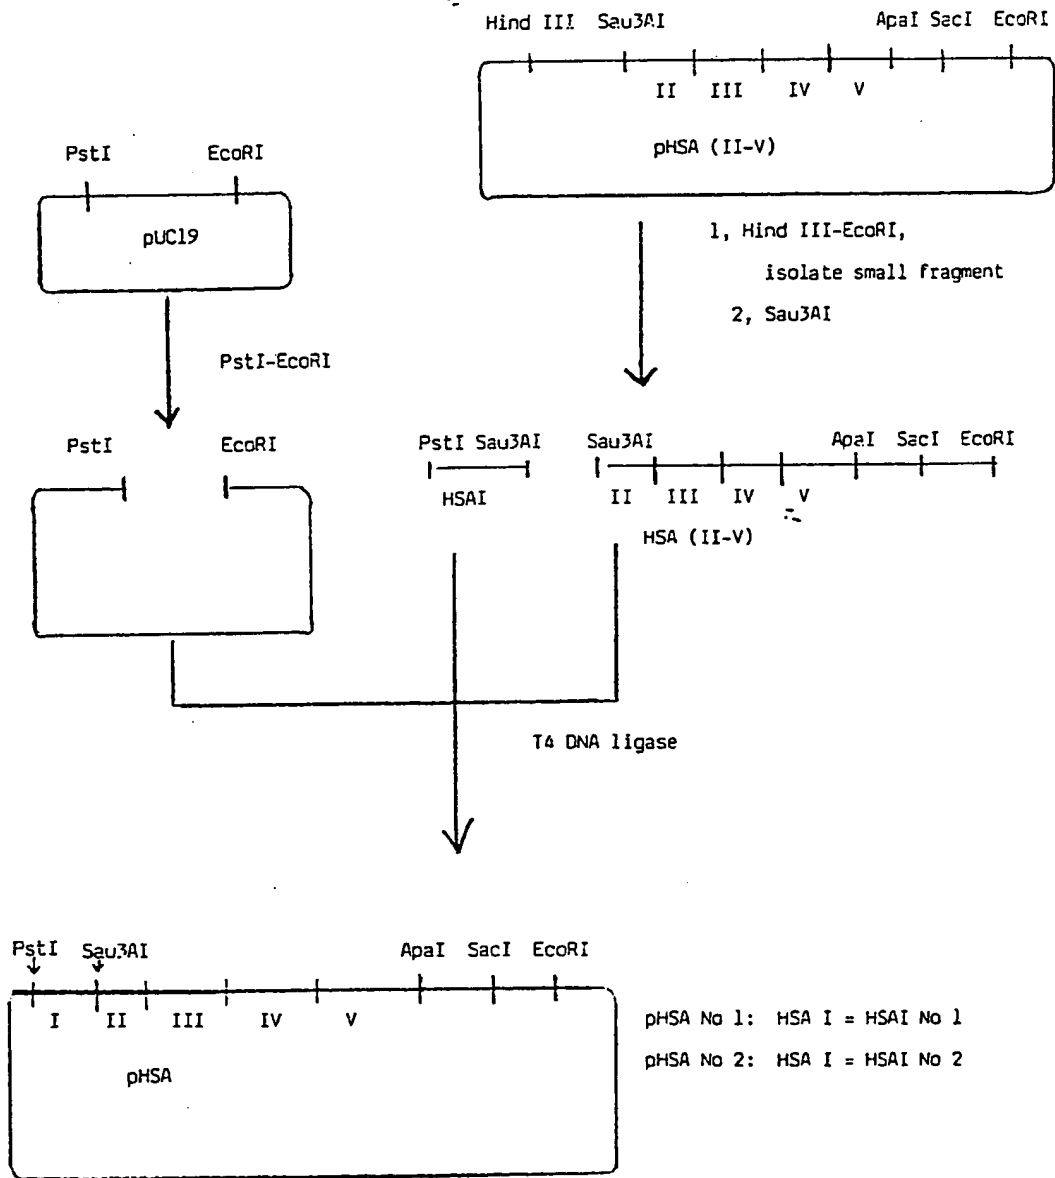 Hind III Sau3AI ApaI SacI EcoRI
II III IV V
pHSA (II-V)
PstI EcoRI
pUC19
1, Hind III-EcoRI,
isolate small fragment
2, Sau3AI
PstI-EcoRI
PstI EcoRI
PstI Sau3AI Sau3AI ApaI SacI EcoRI
HSAI II III IV V
HSA (II-V)
T4 DNA ligase
PstI Sau3AI ApaI SacI EcoRI
I II III IV V
pHSA
pHSA No 1: HSA I = HSAI No 1
pHSA No 2: HSA I = HSAI No 2